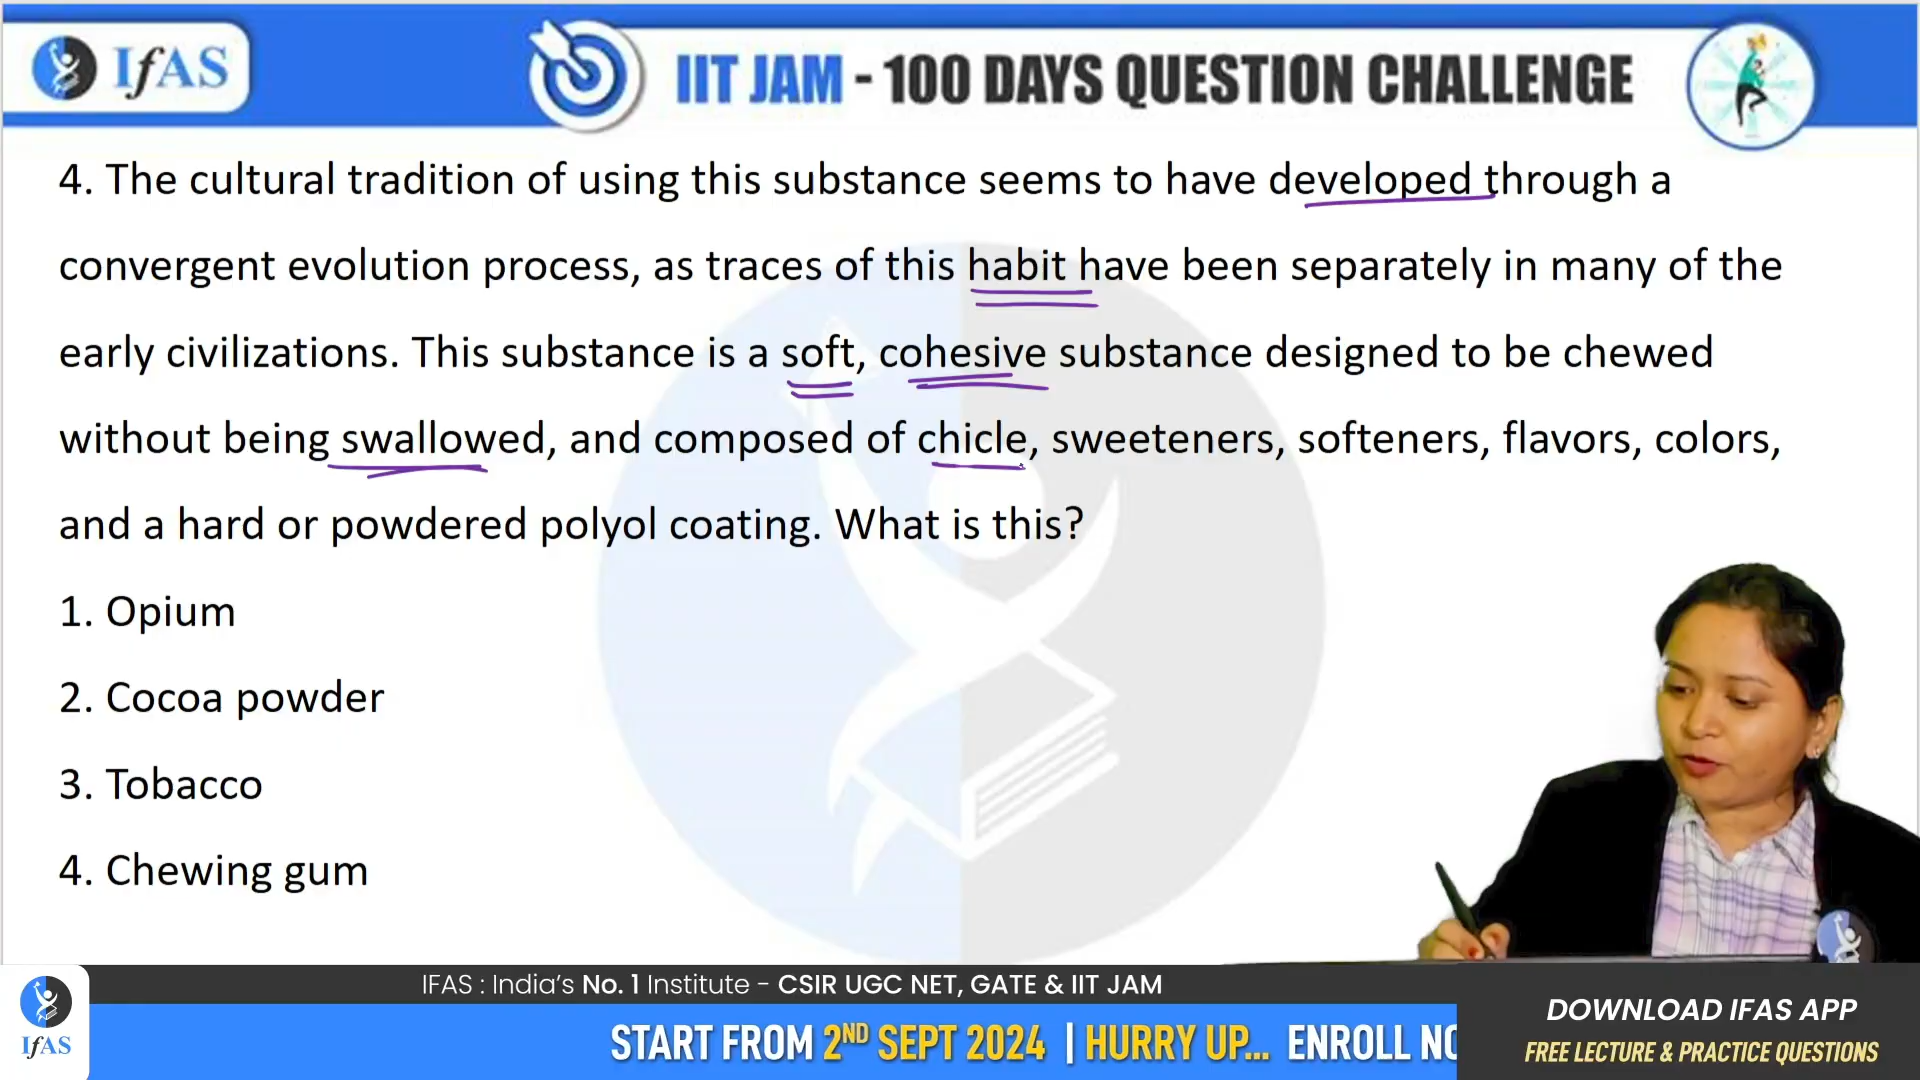 IfAS
IIT JAM - 100 DAYS QUESTION CHALLENGE
4. The cultural tradition of using this substance seems to have developed through a
convergent evolution process, as traces of this habit have been separately in many of the
early civilizations. This substance is a soft, cohesive substance designed to be chewed
without being swallowed, and composed of chicle, sweeteners, softeners, flavors, colors,
and a hard or powdered polyol coating. What is this?
1. Opium
2. Cocoa powder
3. Tobacco
4. Chewing gum
IFAS : India's No. 1 Institute - CSIR UGC NET, GATE & IIT JAM
IfAS
START FROM 2ND SEPT 2024 | HURRY UP... ENROLL NO
DOWNLOAD IFAS APP
FREE LECTURE & PRACTICE QUESTIONS